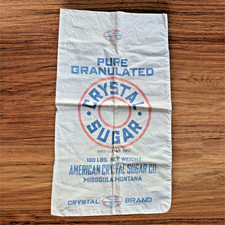 PURE
GRANULATED
CRYSTAL
SUGAR
100 LBS. NET WEIGHT
AMERICAN CRYSTAL SUGAR CO.
MISSOULA MONTANA
CRYSTAL BRAND